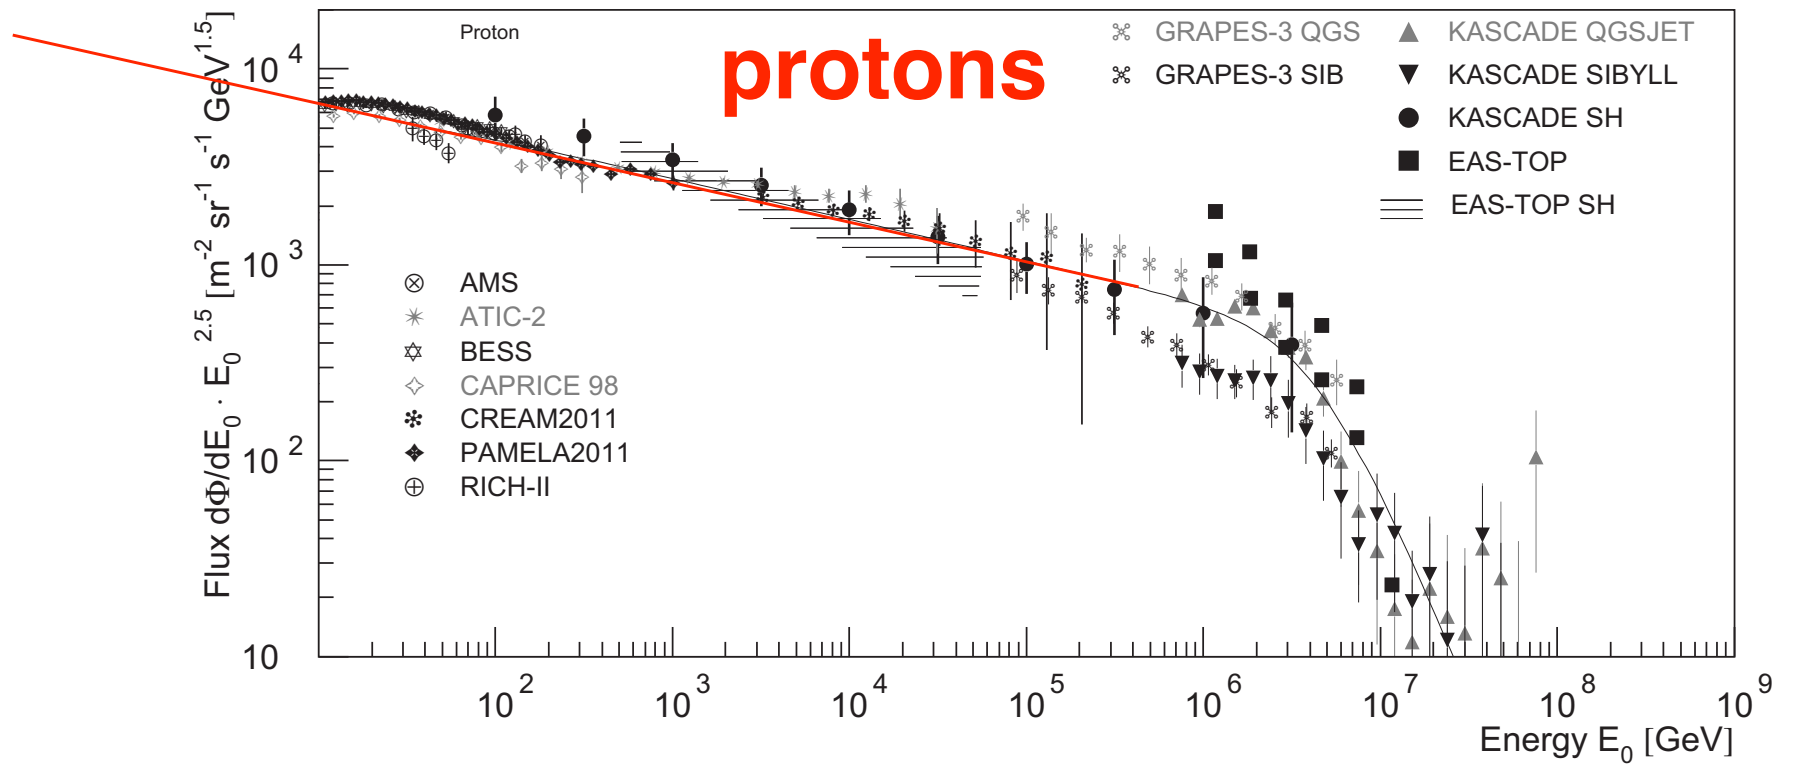 Proton
protons
GRAPES-3 QGS
GRAPES-3 SIB
KASCADE QGSJET
KASCADE SIBYLL
KASCADE SH
EAS-TOP
EAS-TOP SH
AMS
ATIC-2
BESS
CAPRICE 98
CREAM2011
PAMELA2011
RICH-II
Flux dΦ/dE₀ · E₀^2.5 [m^-2 sr^-1 s^-1 GeV^1.5]
10^4
10^3
10^2
10
10^2 10^3 10^4 10^5 10^6 10^7 10^8 10^9
Energy E₀ [GeV]